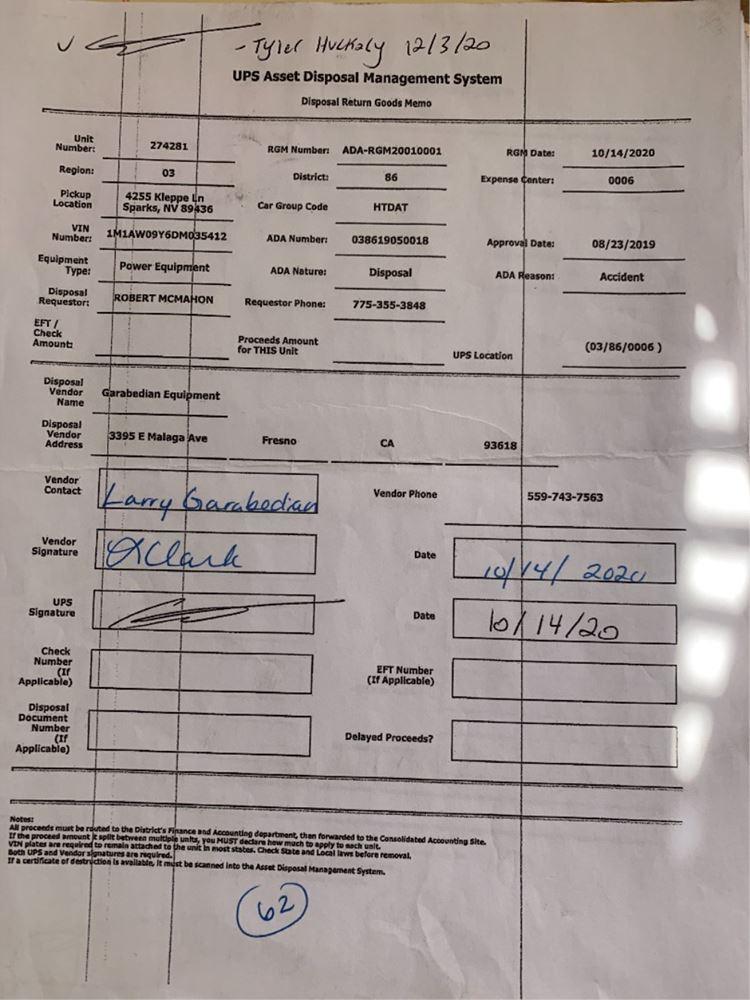 - Tyler Huckaly 12/3/20
UPS Asset Disposal Management System
Disposal Return Goods Memo
Unit Number: 274281 RGM Number: ADA-RGM20010001 RGM Date: 10/14/2020
Region: 03 District: 86 Expense Center: 0006
Pickup Location 4255 Kleppe Ln Sparks, NV 89436 Car Group Code HTDAT
VIN Number: 1M1AW09Y6DM035412 ADA Number: 038619050018 Approval Date: 08/23/2019
Equipment Type: Power Equipment ADA Nature: Disposal ADA Reason: Accident
Disposal Requestor: ROBERT MCMAHON Requestor Phone: 775-355-3848
EFT / Check Amount: Proceeds Amount for THIS Unit UPS Location (03/86/0006 )
Disposal Vendor Name Garabedian Equipment
Disposal Vendor Address 3395 E Malaga Ave Fresno CA 93618
Vendor Contact Larry Garabedian Vendor Phone 559-743-7563
Vendor Signature Clark Date 10/14/2020
UPS Signature Date 10/14/20
Check Number (If Applicable) EFT Number (If Applicable)
Disposal Document Number (If Applicable) Delayed Proceeds?
Notes:
All proceeds must be routed to the District's Finance and Accounting department, then forwarded to the Consolidated Accounting Site.
If the proceed amount is split between multiple units, you MUST declare how much to apply to each unit.
VIN plates are required to remain attached to the unit in most states. Check State and Local laws before removal.
Both UPS and Vendor signatures are required.
If a certificate of destruction is available, it must be scanned into the Asset Disposal Management System.
62